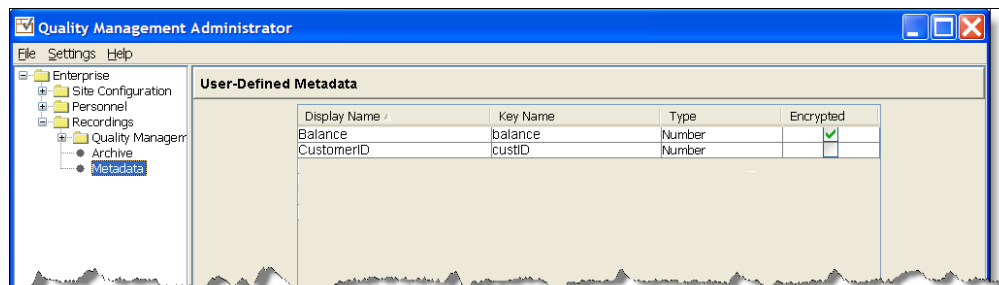 Quality Management Administrator
File Settings Help
Enterprise
Site Configuration
Personnel
Recordings
Quality Managem
Archive
Metadata
User-Defined Metadata
Display Name Key Name Type Encrypted
Balance balance Number
CustomerID custID Number